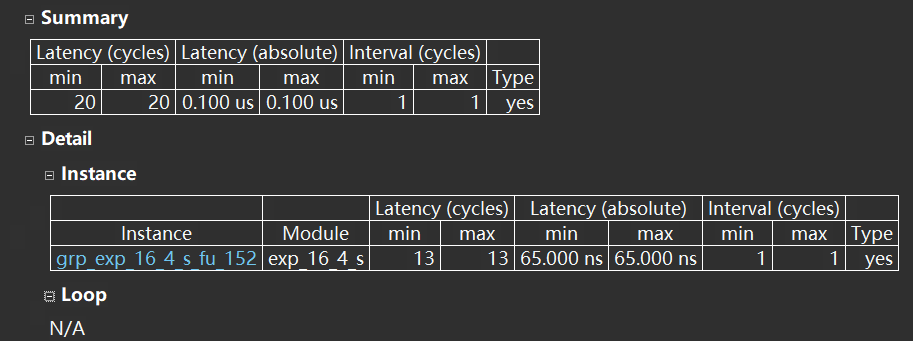 Summary
Latency (cycles) Latency (absolute) Interval (cycles)
min max min max min max Type
20 20 0.100 us 0.100 us 1 1 yes
Detail
Instance
Latency (cycles) Latency (absolute) Interval (cycles)
Instance Module min max min max min max Type
grp_exp_16_4_s_fu_152 exp_16_4_s 13 13 65.000 ns 65.000 ns 1 1 yes
Loop
N/A